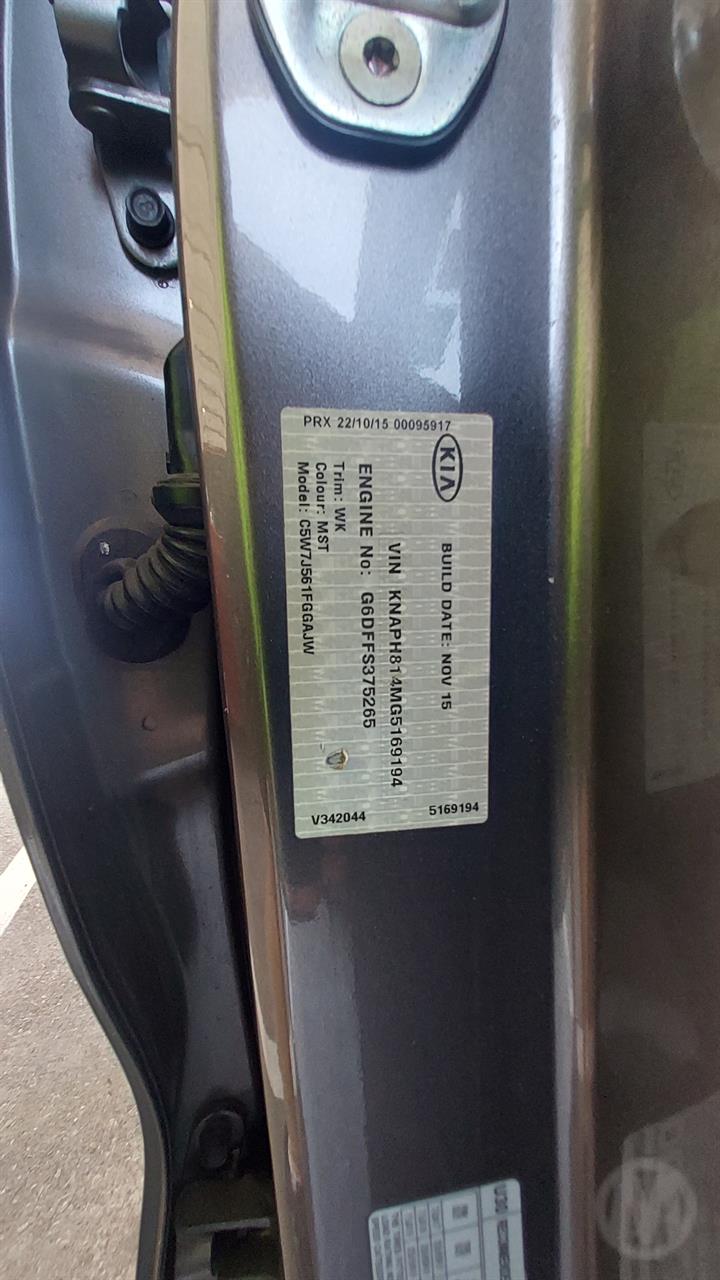 PRX 22/10/15 00095917
KIA
BUILD DATE: NOV 15
VIN KNAPH814MG5169194
ENGINE No: G6DFFS375265
Trim: WK
Colour: MST
Model: C5W7J561FGGAJW
V342044
5169194
M